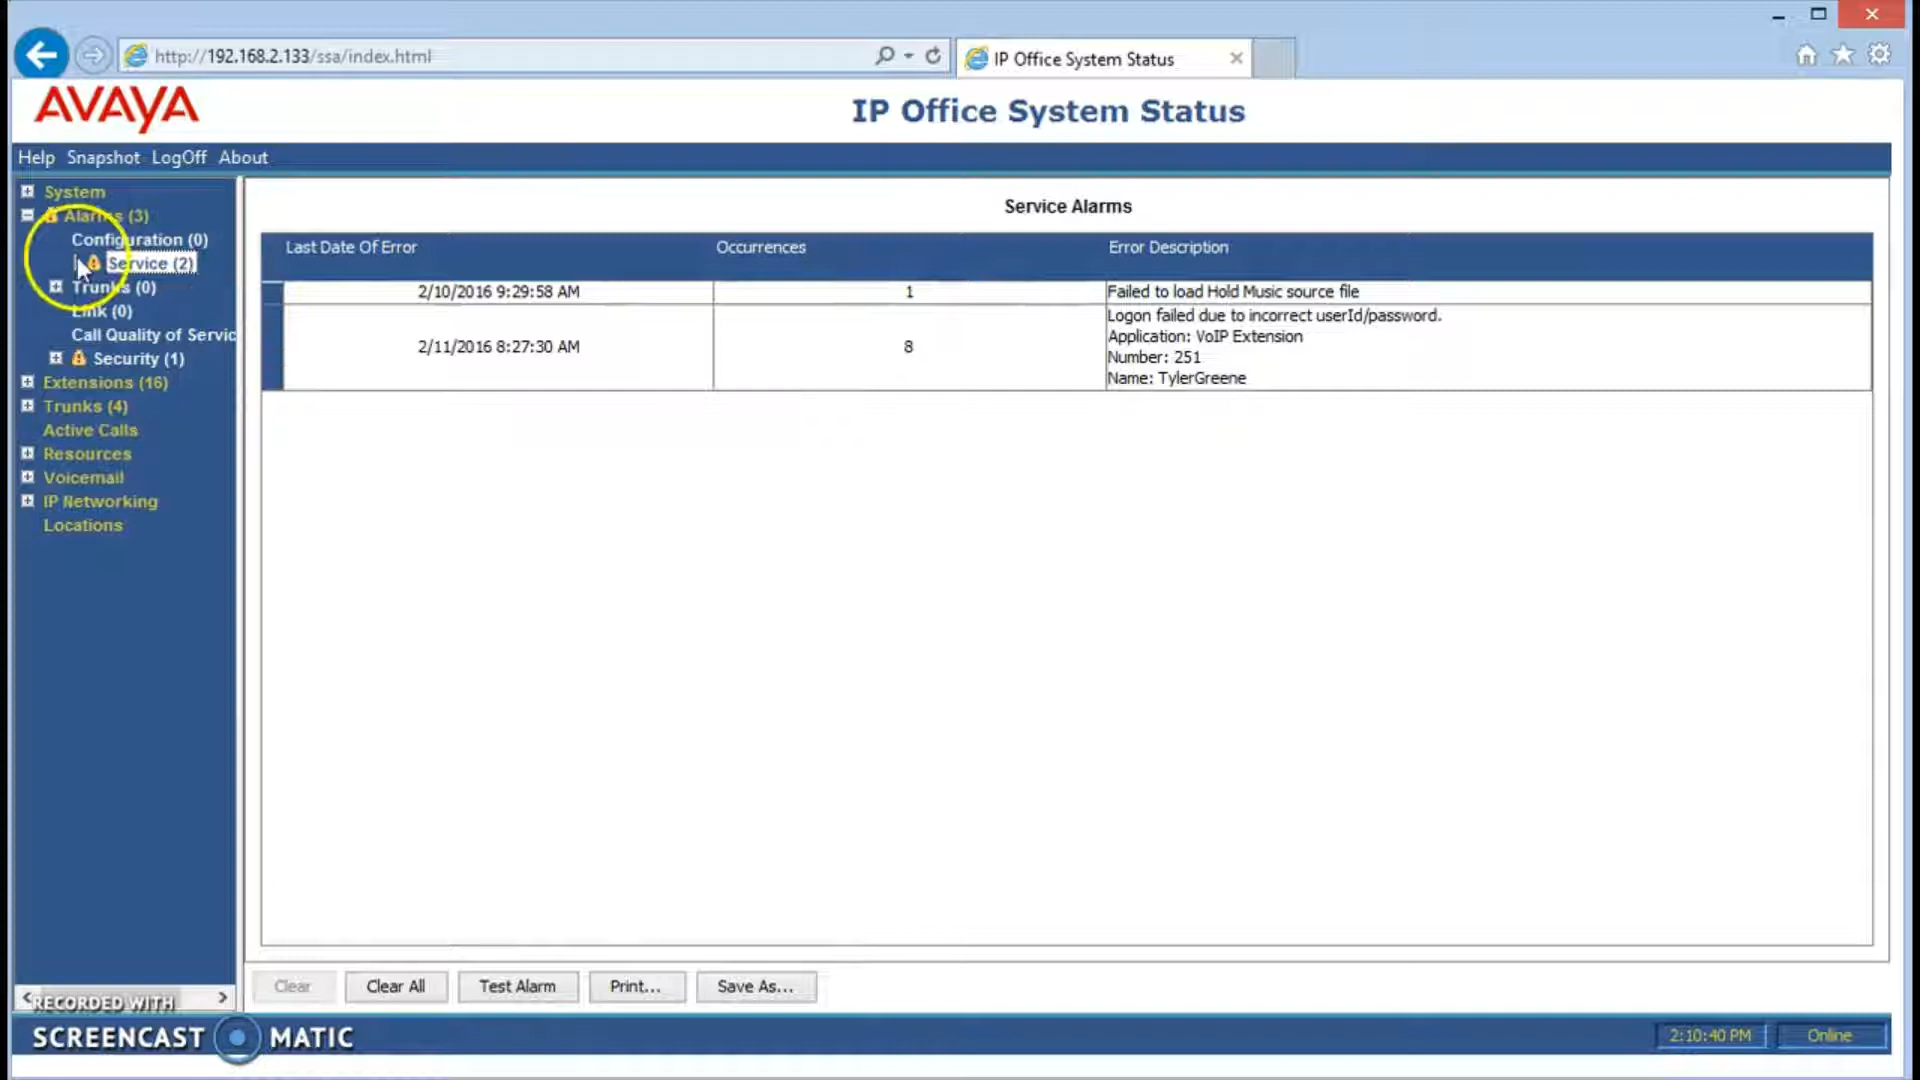 http://192.168.2.133/ssa/index.html
IP Office System Status
AVAYA
IP Office System Status
Help Snapshot LogOff About
System
Alarms (3)
Configuration (0)
Service (2)
Trunks (0)
Link (0)
Call Quality of Servic
Security (1)
Extensions (16)
Trunks (4)
Active Calls
Resources
Voicemail
IP Networking
Locations
Service Alarms
Last Date Of Error Occurrences Error Description
2/10/2016 9:29:58 AM 1 Failed to load Hold Music source file
2/11/2016 8:27:30 AM 8 Logon failed due to incorrect userId/password.
Application: VoIP Extension
Number: 251
Name: TylerGreene
Clear Clear All Test Alarm Print... Save As...
RECORDED WITH
SCREENCAST MATIC
2:10:40 PM Online